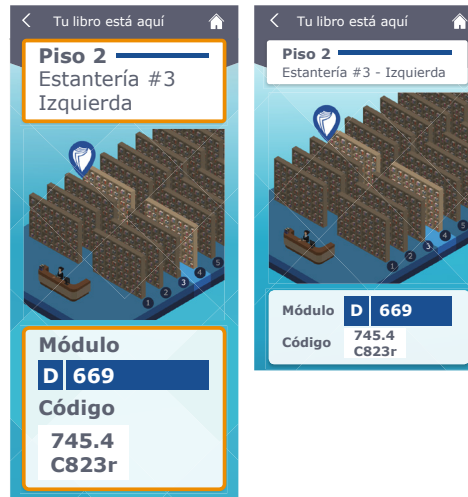 Tu libro está aquí
Piso 2
Estantería #3
Izquierda
1 2 3 4 5
Módulo
D 669
Código
745.4
C823r
Tu libro está aquí
Piso 2
Estantería #3 - Izquierda
1 2 3 4 5
Módulo D 669
Código 745.4
C823r